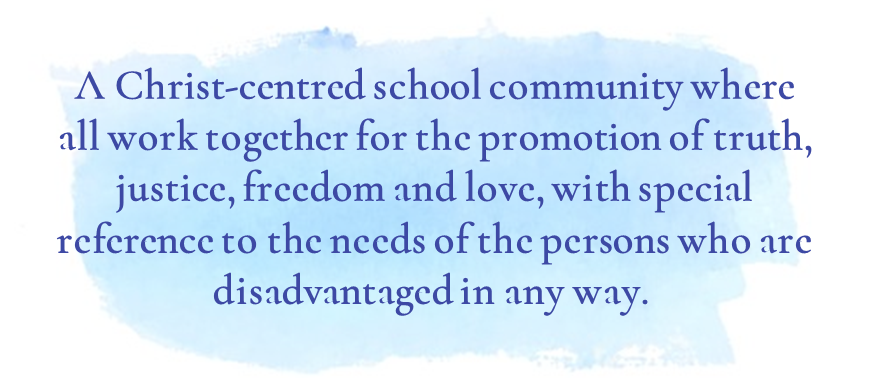 A Christ-centred school community where
all work together for the promotion of truth,
justice, freedom and love, with special
reference to the needs of the persons who are
disadvantaged in any way.